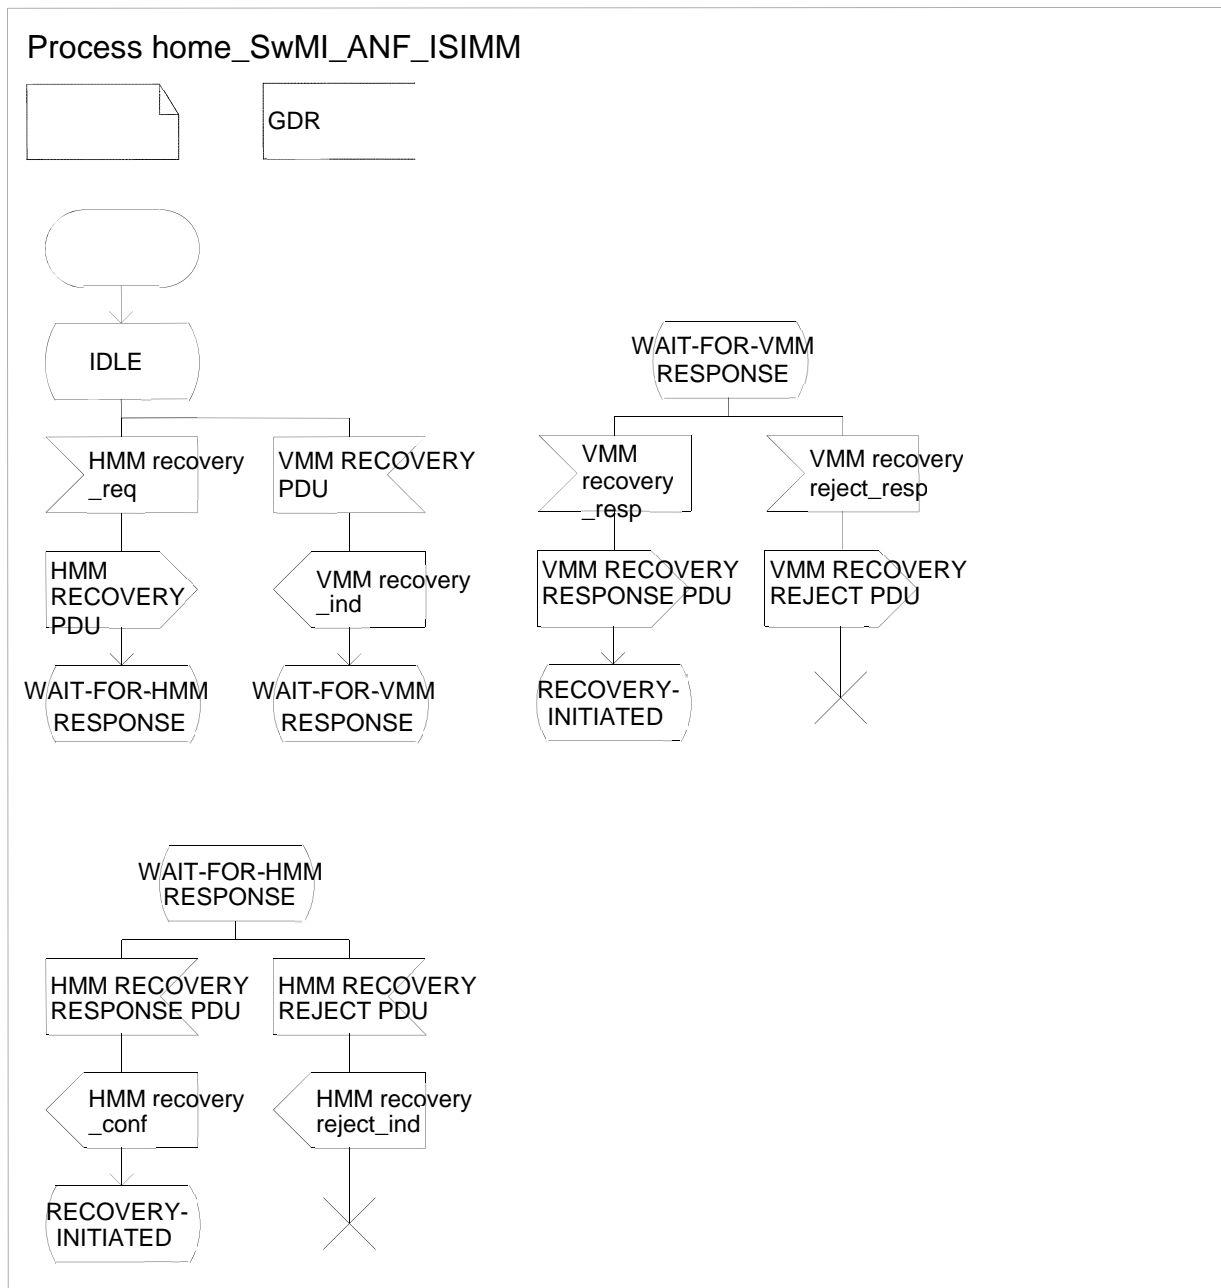 Process home_SwMI_ANF_ISIMM
GDR
IDLE
HMM recovery
_req
VMM RECOVERY
PDU
HMM
RECOVERY
PDU
VMM recovery
_ind
WAIT-FOR-HMM
RESPONSE
WAIT-FOR-VMM
RESPONSE
WAIT-FOR-VMM
RESPONSE
VMM
recovery
_resp
VMM recovery
reject_resp
VMM RECOVERY
RESPONSE PDU
VMM RECOVERY
REJECT PDU
RECOVERY-
INITIATED
WAIT-FOR-HMM
RESPONSE
HMM RECOVERY
RESPONSE PDU
HMM RECOVERY
REJECT PDU
HMM recovery
_conf
HMM recovery
reject_ind
RECOVERY-
INITIATED